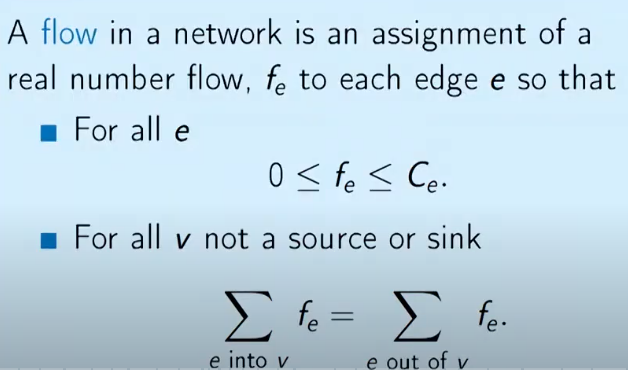 A flow in a network is an assignment of a
real number flow, fₑ to each edge e so that
■ For all e
0 ≤ fₑ ≤ Cₑ.
■ For all v not a source or sink
∑ fₑ = ∑ fₑ.
e into v e out of v